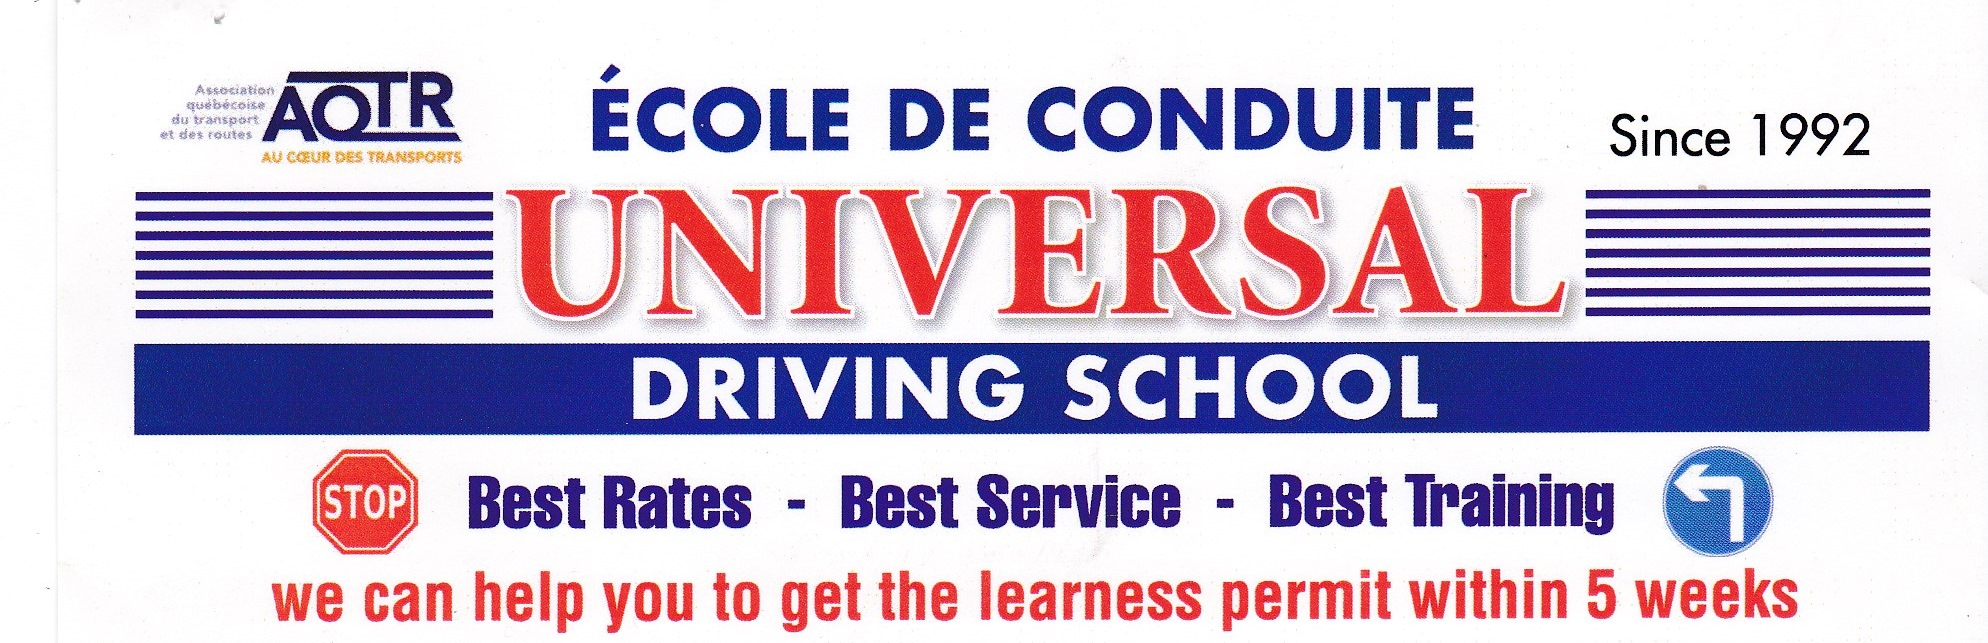 Association
québécoise
du transport
et des routes
AQTR
AU CŒUR DES TRANSPORTS
ÉCOLE DE CONDUITE
Since 1992
UNIVERSAL
DRIVING SCHOOL
STOP
Best Rates - Best Service - Best Training
we can help you to get the learness permit within 5 weeks